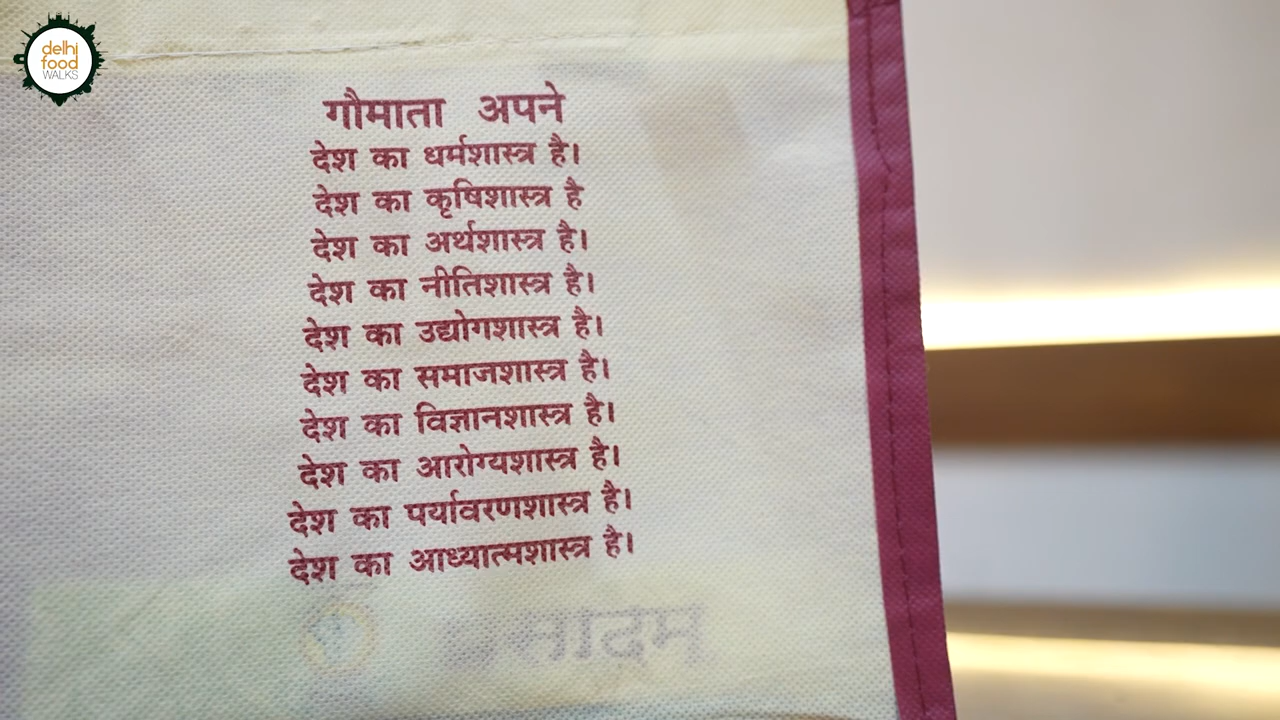 delhi
food
WALKS
गौमाता अपने
देश का धर्मशास्त्र है।
देश का कृषिशास्त्र है
देश का अर्थशास्त्र है।
देश का नीतिशास्त्र है।
देश का उद्योगशास्त्र है।
देश का समाजशास्त्र है।
देश का विज्ञानशास्त्र है।
देश का आरोग्यशास्त्र है।
देश का पर्यावरणशास्त्र है।
देश का आध्यात्मशास्त्र है।